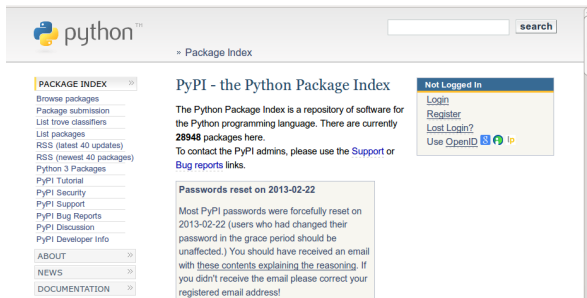 python™
search
» Package Index
PACKAGE INDEX »
Browse packages
Package submission
List trove classifiers
List packages
RSS (latest 40 updates)
RSS (newest 40 packages)
Python 3 Packages
PyPI Tutorial
PyPI Security
PyPI Support
PyPI Bug Reports
PyPI Discussion
PyPI Developer Info
ABOUT »
NEWS »
DOCUMENTATION »
PyPI - the Python Package Index
The Python Package Index is a repository of software for
the Python programming language. There are currently
28948 packages here.
To contact the PyPI admins, please use the Support or
Bug reports links.
Passwords reset on 2013-02-22
Most PyPI passwords were forcefully reset on
2013-02-22 (users who had changed their
password in the grace period should be
unaffected.) You should have received an email
with these contents explaining the reasoning. If
you didn't receive the email please correct your
registered email address!
Not Logged In
Login
Register
Lost Login?
Use OpenID lp